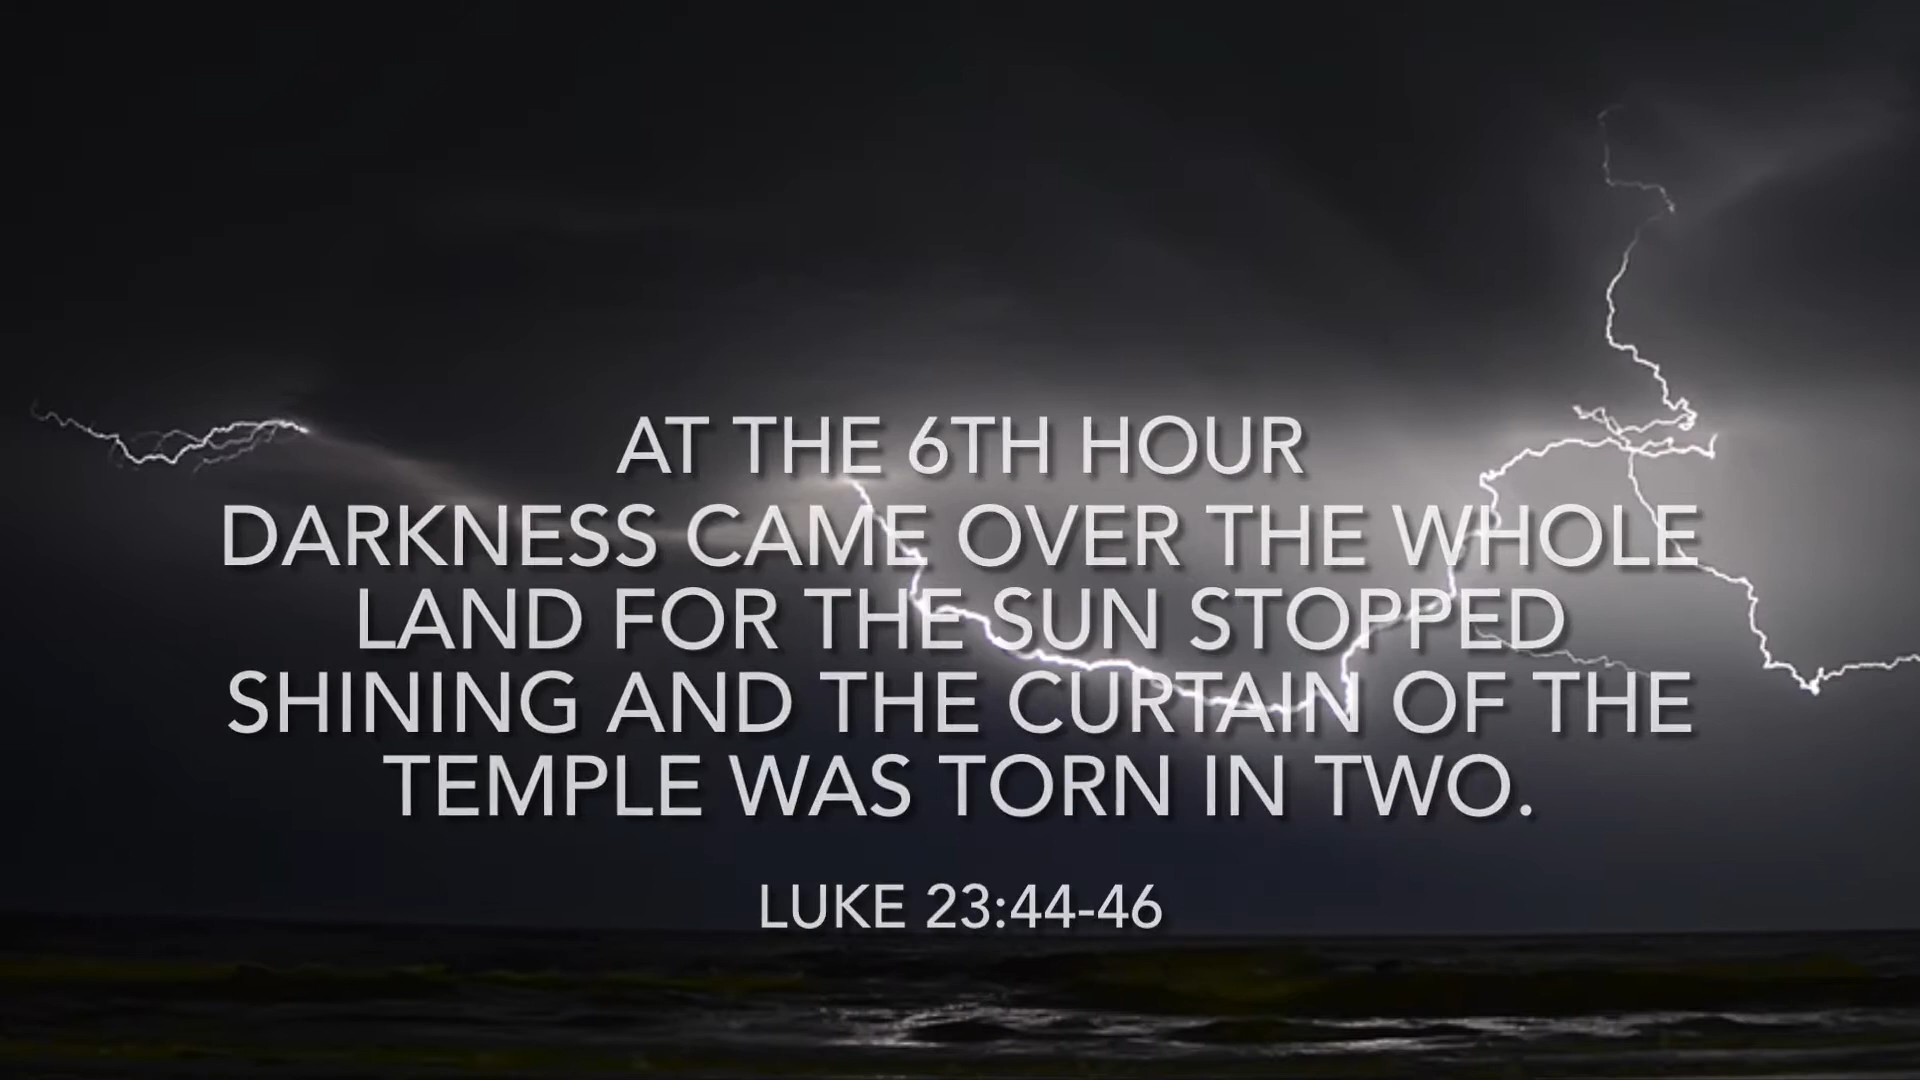 AT THE 6TH HOUR
DARKNESS CAME OVER THE WHOLE
LAND FOR THE SUN STOPPED
SHINING AND THE CURTAIN OF THE
TEMPLE WAS TORN IN TWO.
LUKE 23:44-46